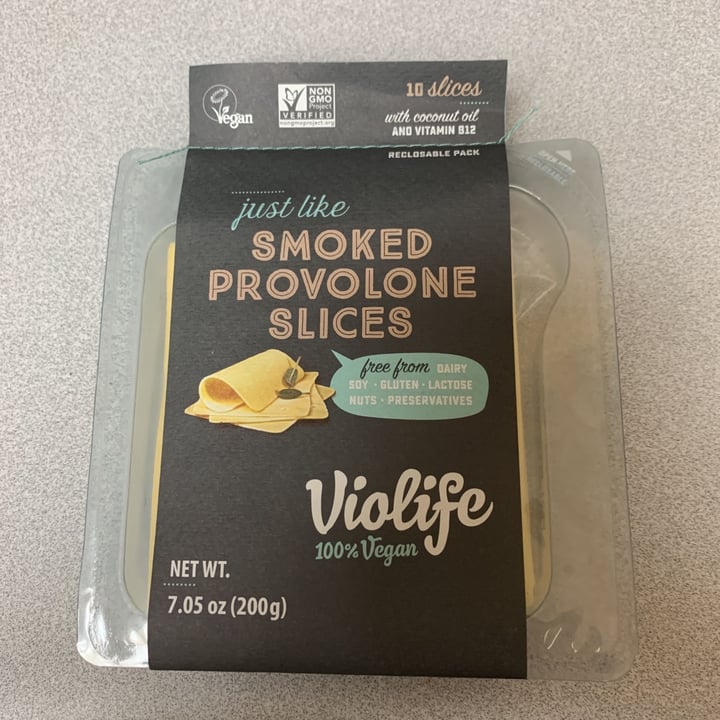 Vegan
NON
GMO
Project
VERIFIED
nongmoproject.org
10 slices
with coconut oil
AND VITAMIN B12
RECLOSABLE PACK
just like
SMOKED
PROVOLONE
SLICES
free from DAIRY
SOY · GLUTEN · LACTOSE
NUTS · PRESERVATIVES
Violife
100% Vegan
NET WT.
7.05 oz (200g)